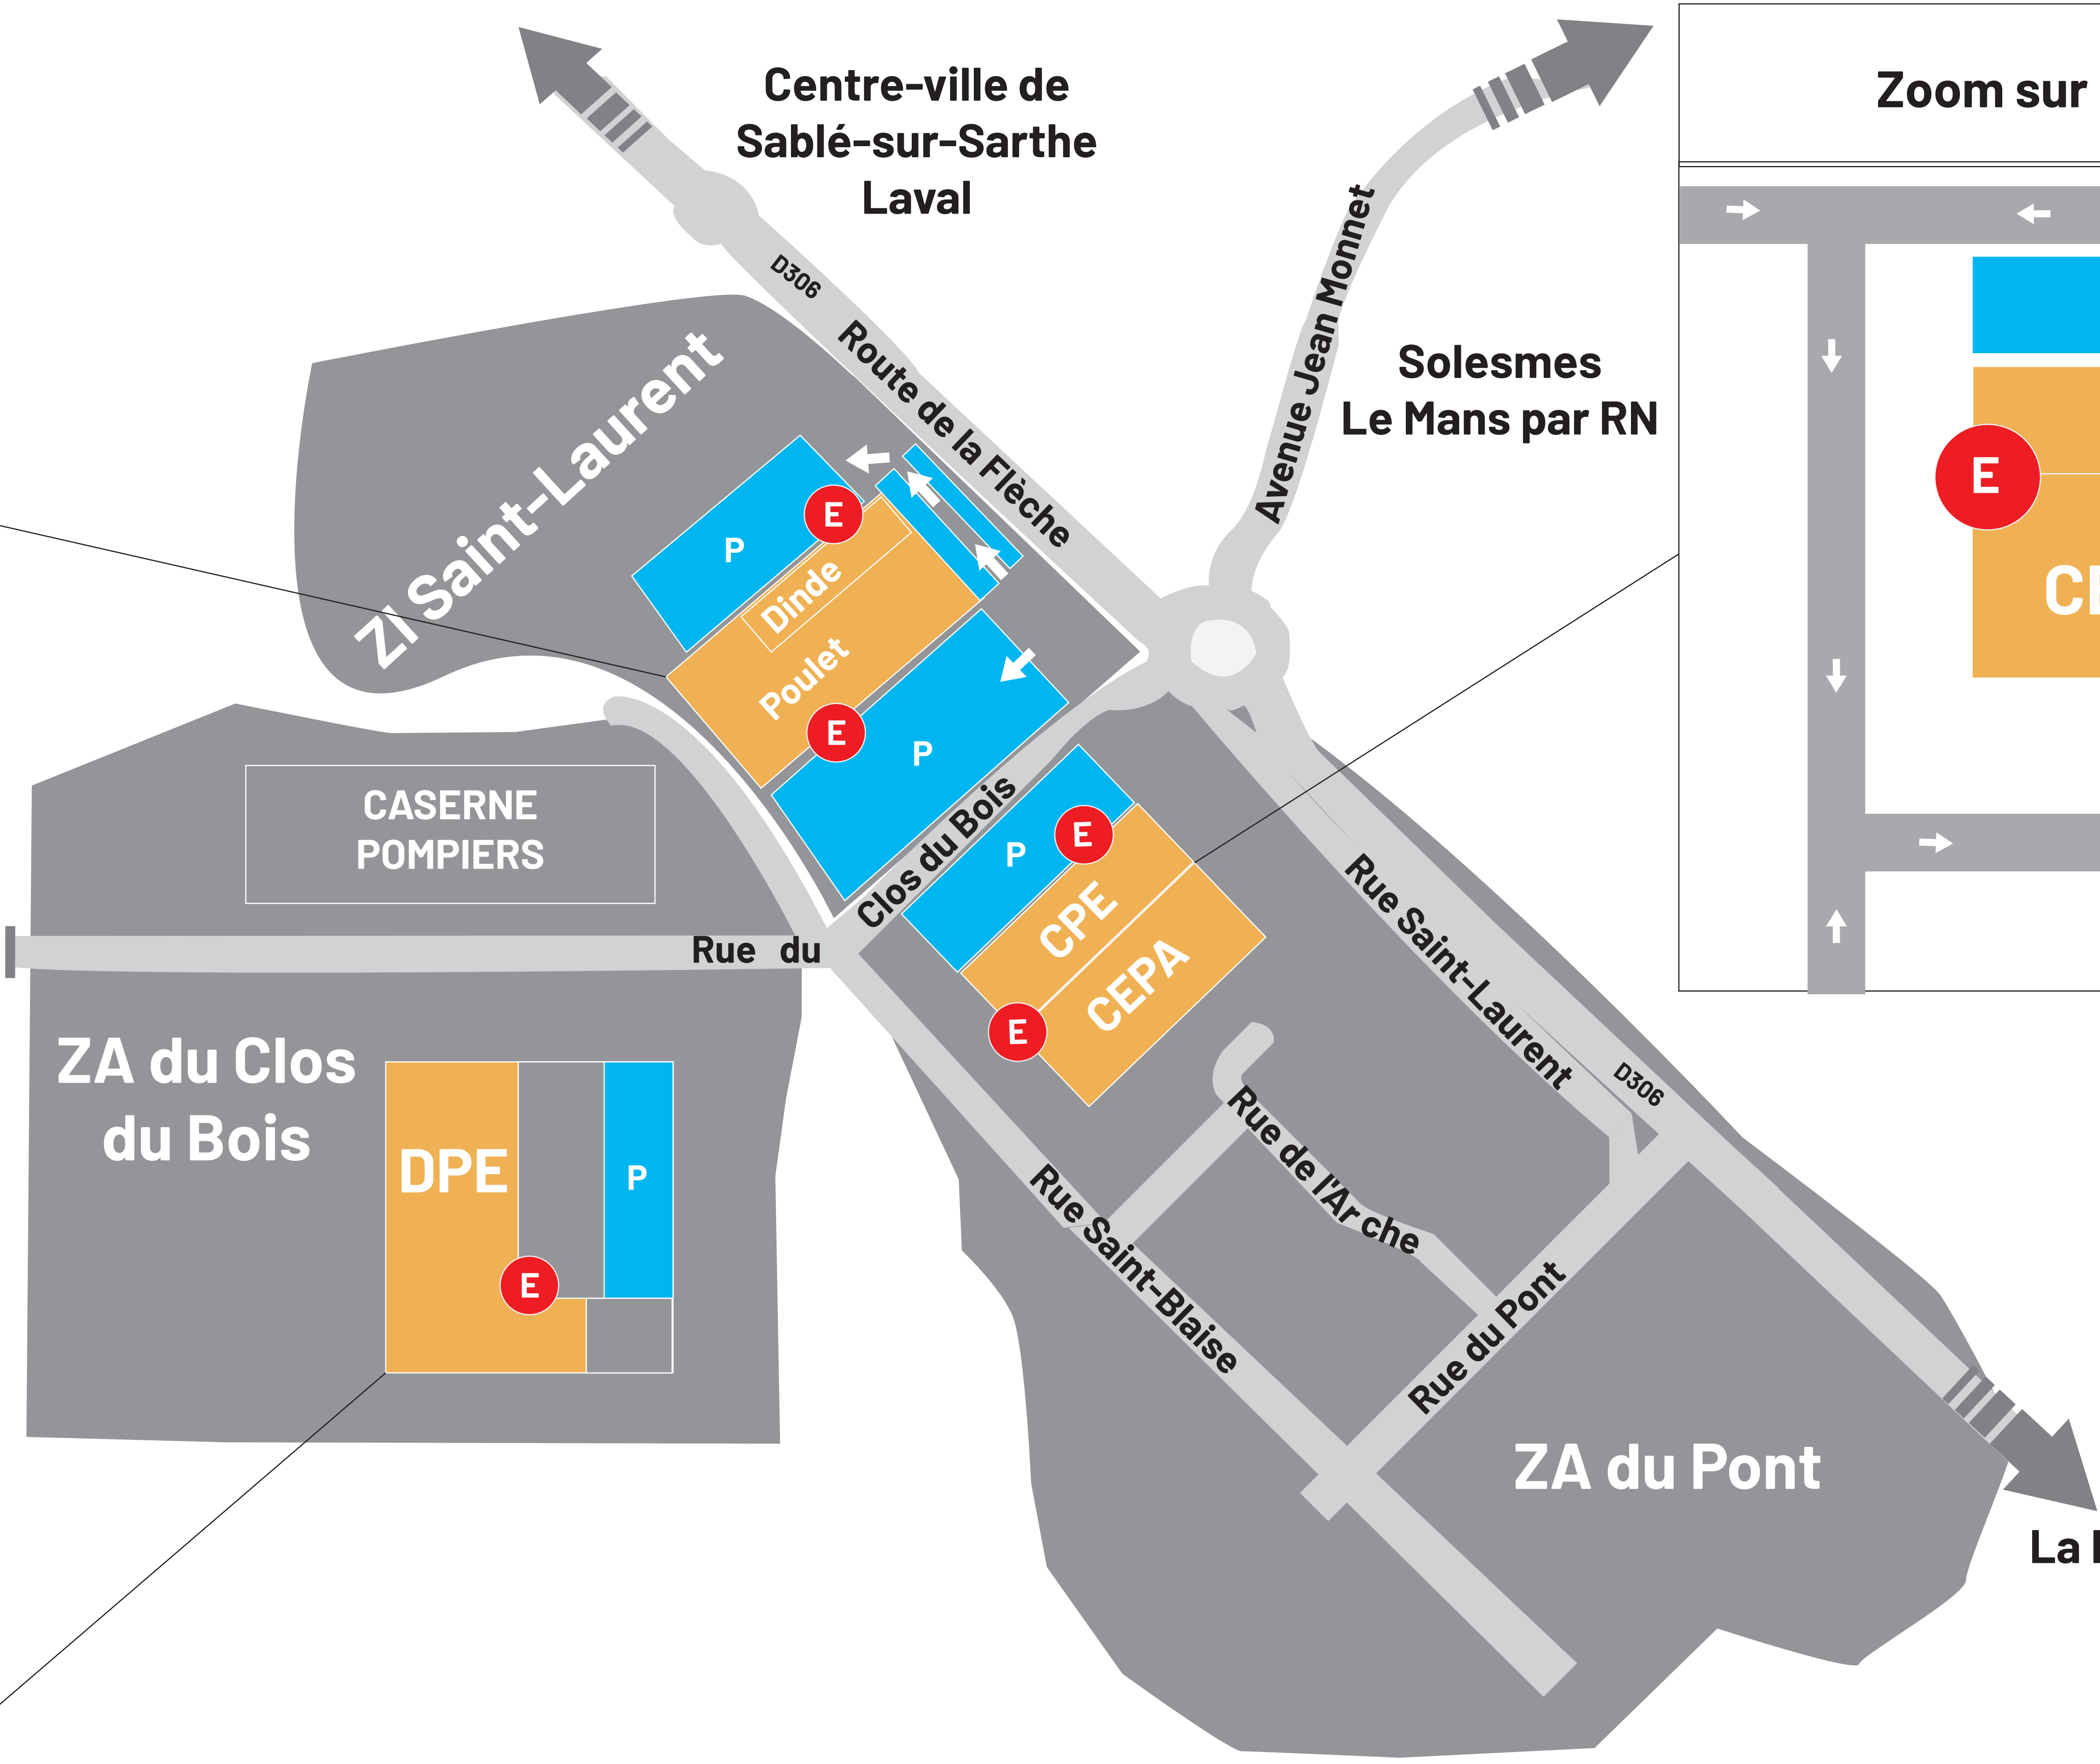 Centre-ville de
Sablé-sur-Sarthe
Laval
Zoom sur
D306
Route de la Flèche
Avenue Jean Monnet
Solesmes
Le Mans par RN
ZI Saint-Laurent
P
E
Dinde
Poulet
E
P
E
CASERNE
POMPIERS
Rue du
Clos du Bois
P
E
CPE
CEPA
E
Rue Saint-Laurent
D306
ZA du Clos
du Bois
DPE
P
E
Rue de l'Ar che
Rue Saint-Blaise
Rue du Pont
ZA du Pont
La